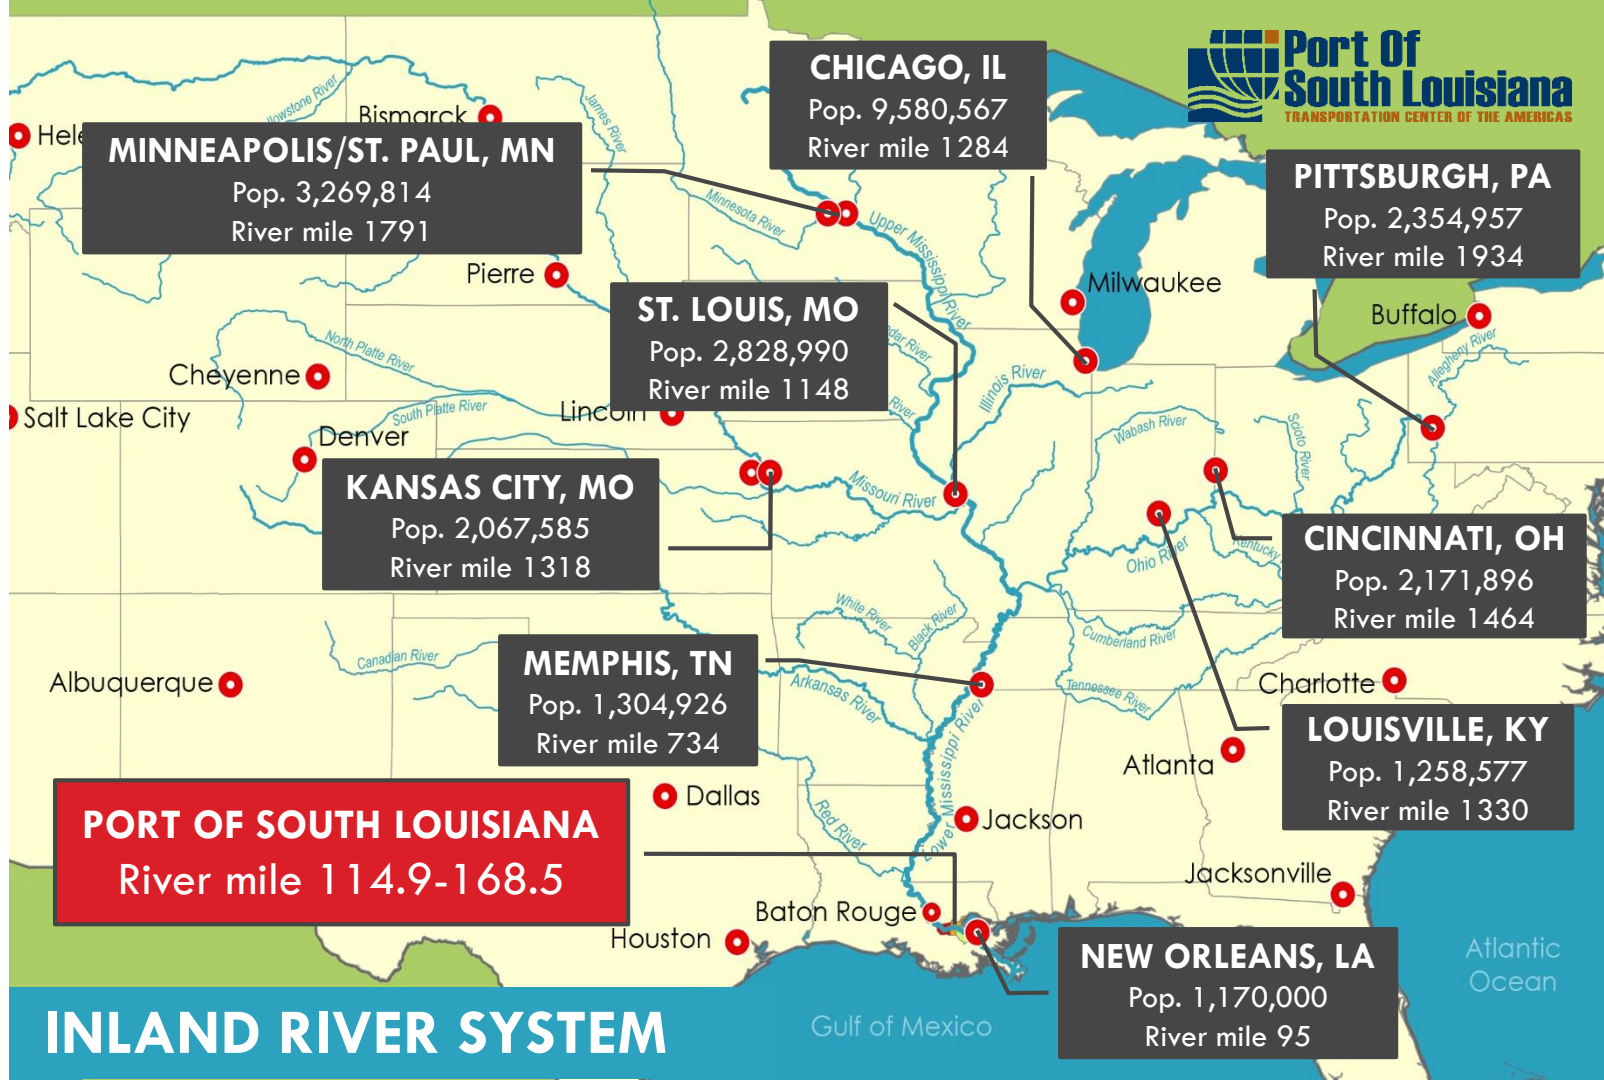 Port Of
South Louisiana
TRANSPORTATION CENTER OF THE AMERICAS
CHICAGO, IL
Pop. 9,580,567
River mile 1284
Yellowstone River
Bismarck
James River
MINNEAPOLIS/ST. PAUL, MN
Pop. 3,269,814
River mile 1791
PITTSBURGH, PA
Pop. 2,354,957
River mile 1934
Minnesota River
Upper Mississippi River
Pierre
Milwaukee
Buffalo
ST. LOUIS, MO
Pop. 2,828,990
River mile 1148
North Platte River
Cheyenne
River
Illinois River
Allegheny River
Salt Lake City
South Platte River
Lincoln
River
Wabash River
Scioto River
Denver
KANSAS CITY, MO
Pop. 2,067,585
River mile 1318
Missouri River
Ohio River
Kentucky
CINCINNATI, OH
Pop. 2,171,896
River mile 1464
White River
Black River
Cumberland River
Canadian River
Albuquerque
MEMPHIS, TN
Pop. 1,304,926
River mile 734
Arkansas River
Tennessee River
Charlotte
LOUISVILLE, KY
Pop. 1,258,577
River mile 1330
Lower Mississippi River
Atlanta
Dallas
Red River
Jackson
PORT OF SOUTH LOUISIANA
River mile 114.9-168.5
Jacksonville
Baton Rouge
Houston
NEW ORLEANS, LA
Pop. 1,170,000
River mile 95
Atlantic
Ocean
Gulf of Mexico
INLAND RIVER SYSTEM